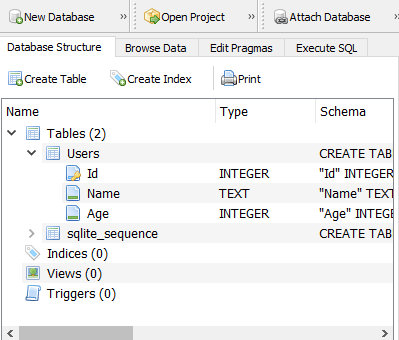 New Database » Open Project » Attach Database »
Database Structure Browse Data Edit Pragmas Execute SQL
Create Table Create Index Print
Name Type Schema
Tables (2)
Users CREATE TAB
Id INTEGER "Id" INTEGER
Name TEXT "Name" TEXT
Age INTEGER "Age" INTEG
sqlite_sequence CREATE TAB
Indices (0)
Views (0)
Triggers (0)